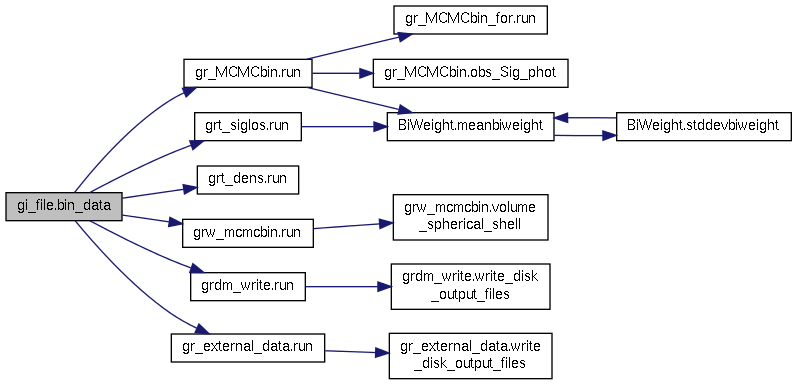 gi_file.bin_data
gr_MCMCbin.run
grt_siglos.run
grt_dens.run
grw_mcmcbin.run
grdm_write.run
gr_external_data.run
gr_MCMCbin_for.run
gr_MCMCbin.obs_Sig_phot
BiWeight.meanbiweight
grw_mcmcbin.volume
_spherical_shell
grdm_write.write_disk
_output_files
gr_external_data.write
_disk_output_files
BiWeight.stddevbiweight